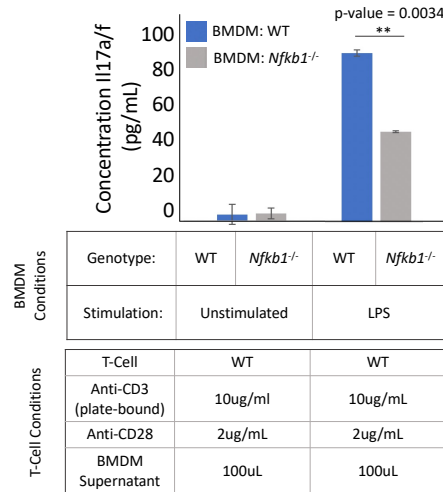 p-value = 0.0034
**
BMDM: WT
BMDM: Nfkb1-/-
Concentration Il17a/f
(pg/mL)
100
80
60
40
20
0
BMDM
Conditions
Genotype: WT Nfkb1-/- WT Nfkb1-/-
Stimulation: Unstimulated LPS
T-Cell Conditions
T-Cell WT WT
Anti-CD3
(plate-bound) 10ug/ml 10ug/mL
Anti-CD28 2ug/mL 2ug/mL
BMDM
Supernatant 100uL 100uL